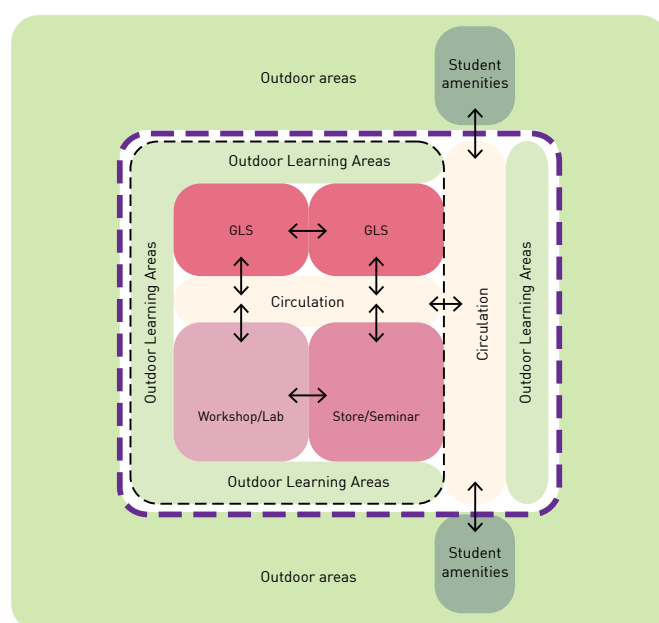 Student
amenities
Outdoor areas
Outdoor Learning Areas
GLS
GLS
Outdoor Learning Areas
Circulation
Circulation
Outdoor Learning Areas
Workshop/Lab
Store/Seminar
Outdoor Learning Areas
Student
amenities
Outdoor areas